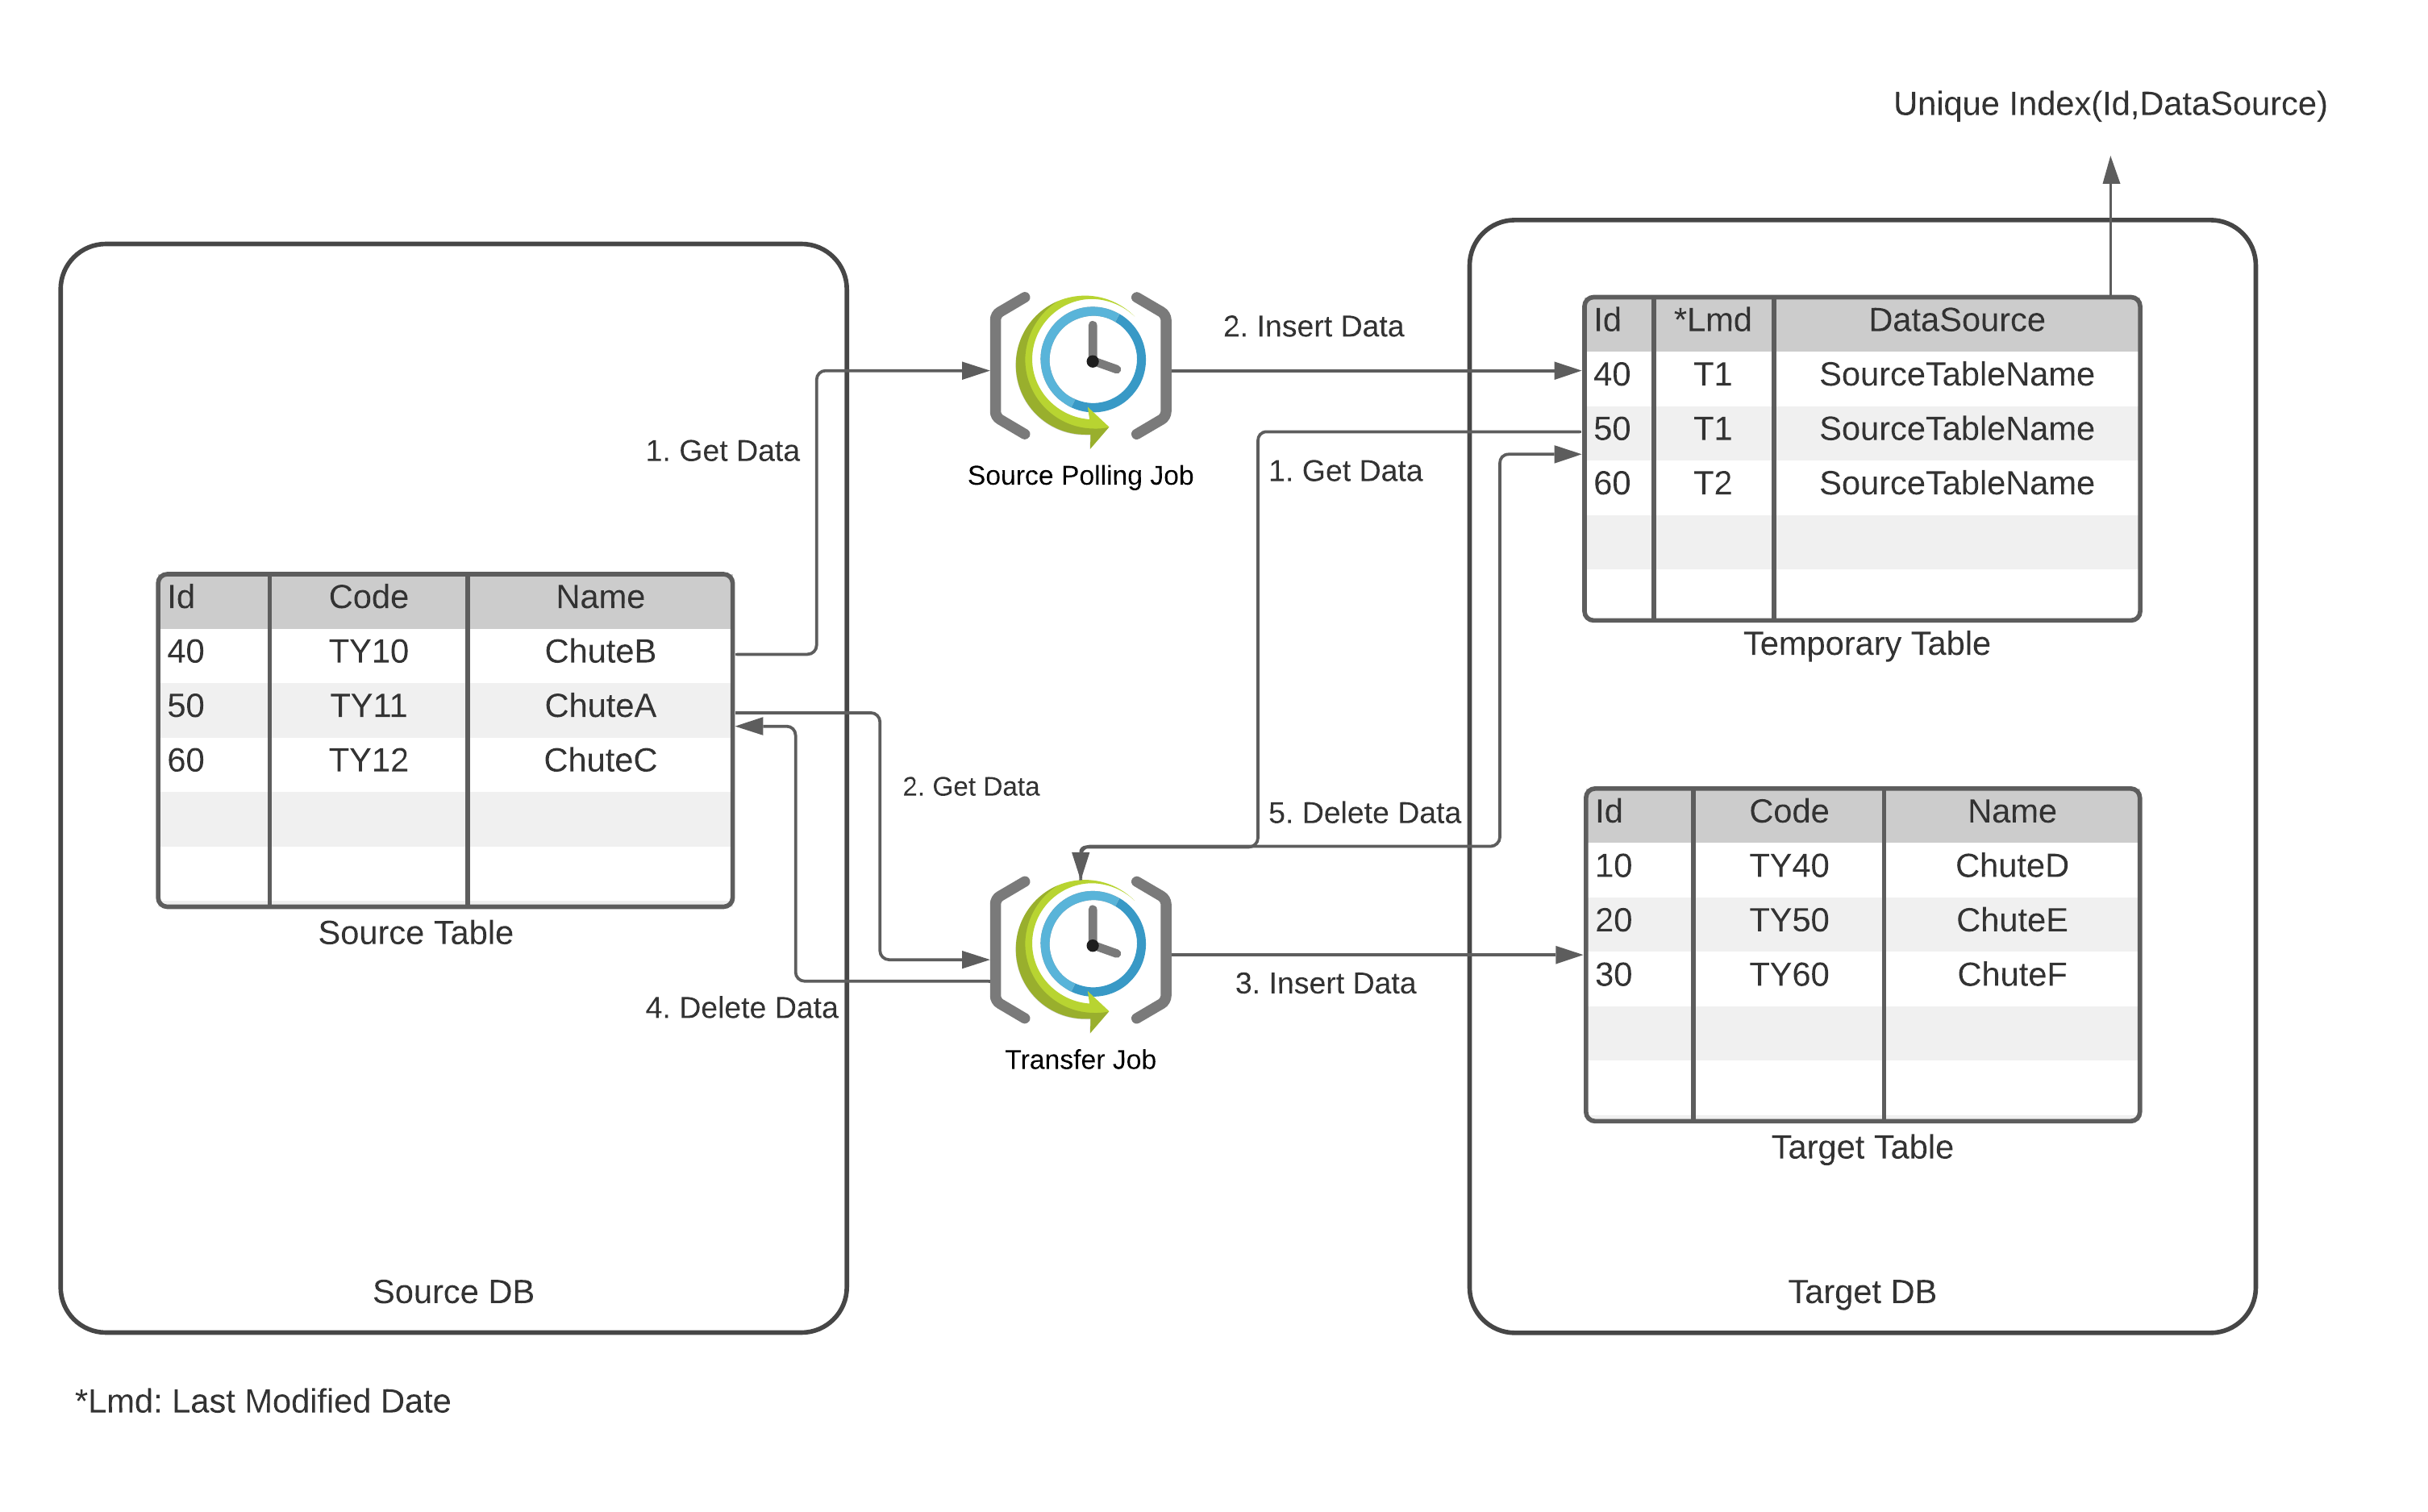 Unique Index(Id,DataSource)
2. Insert Data
Id *Lmd DataSource
40 T1 SourceTableName
50 T1 SourceTableName
60 T2 SourceTableName
Temporary Table
1. Get Data
Source Polling Job
1. Get Data
Id Code Name
40 TY10 ChuteB
50 TY11 ChuteA
60 TY12 ChuteC
Source Table
2. Get Data
5. Delete Data
4. Delete Data
Transfer Job
3. Insert Data
Id Code Name
10 TY40 ChuteD
20 TY50 ChuteE
30 TY60 ChuteF
Target Table
Source DB
Target DB
*Lmd: Last Modified Date